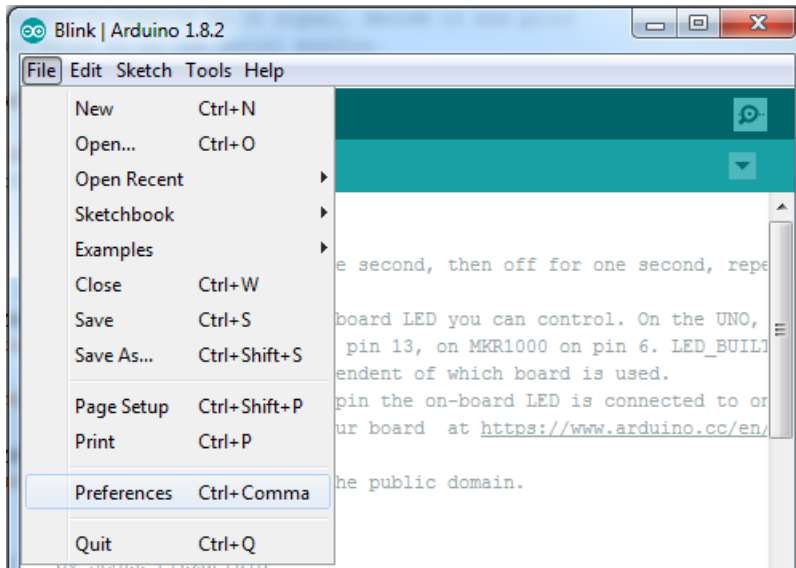 Blink | Arduino 1.8.2
File Edit Sketch Tools Help
New Ctrl+N
Open... Ctrl+O
Open Recent
Sketchbook
Examples
e second, then off for one second, repe
Close Ctrl+W
Save Ctrl+S
board LED you can control. On the UNO,
Save As... Ctrl+Shift+S
pin 13, on MKR1000 on pin 6. LED_BUILT
endent of which board is used.
Page Setup Ctrl+Shift+P
pin the on-board LED is connected to on
Print Ctrl+P
ur board at https://www.arduino.cc/en/
Preferences Ctrl+Comma
he public domain.
Quit Ctrl+Q